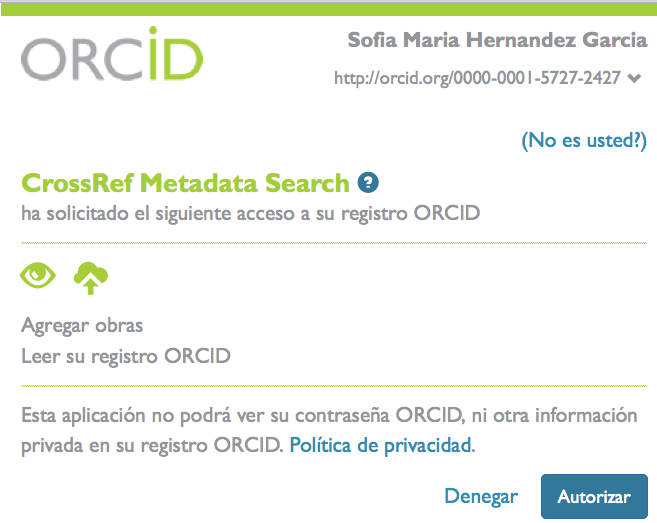 ORCID
Sofia Maria Hernandez Garcia
http://orcid.org/0000-0001-5727-2427
(No es usted?)
CrossRef Metadata Search ?
ha solicitado el siguiente acceso a su registro ORCID
Agregar obras
Leer su registro ORCID
Esta aplicación no podrá ver su contraseña ORCID, ni otra información
privada en su registro ORCID. Política de privacidad.
Denegar Autorizar